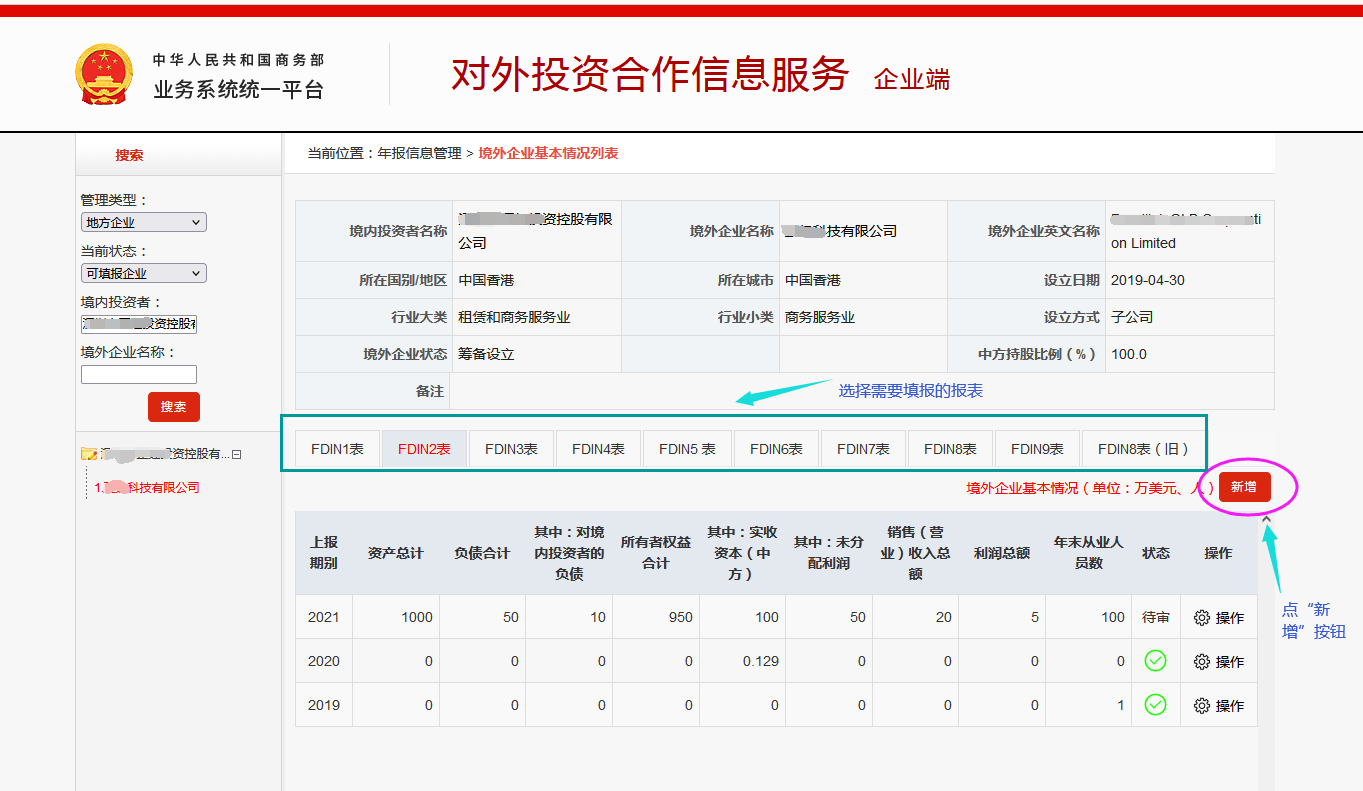 中华人民共和国商务部
业务系统统一平台
对外投资合作信息服务 企业端
搜索
管理类型：
地方企业
当前状态：
可填报企业
境内投资者：
投资控股有
境外企业名称：
搜索
投资控股有...
1. 科技有限公司
当前位置：年报信息管理 > 境外企业基本情况列表
境内投资者名称 投资控股有限
公司
境外企业名称 科技有限公司
境外企业英文名称 ti
on Limited
所在国别/地区 中国香港 所在城市 中国香港 设立日期 2019-04-30
行业大类 租赁和商务服务业 行业小类 商务服务业 设立方式 子公司
境外企业状态 筹备设立 中方持股比例（%） 100.0
备注
选择需要填报的报表
FDIN1表 FDIN2表 FDIN3表 FDIN4表 FDIN5 表 FDIN6表 FDIN7表 FDIN8表 FDIN9表 FDIN8表（旧）
境外企业基本情况（单位：万美元、人） 新增
上报
期别
资产总计
负债合计
其中：对境
内投资者的
负债
所有者权益
合计
其中：实收
资本（中
方）
其中：未分
配利润
销售（营
业）收入总
额
利润总额
年末从业人
员数
状态
操作
2021 1000 50 10 950 100 50 20 5 100 待审 操作
2020 0 0 0 0 0.129 0 0 0 0 操作
2019 0 0 0 0 0 0 0 0 1 操作
点“新
增”按钮